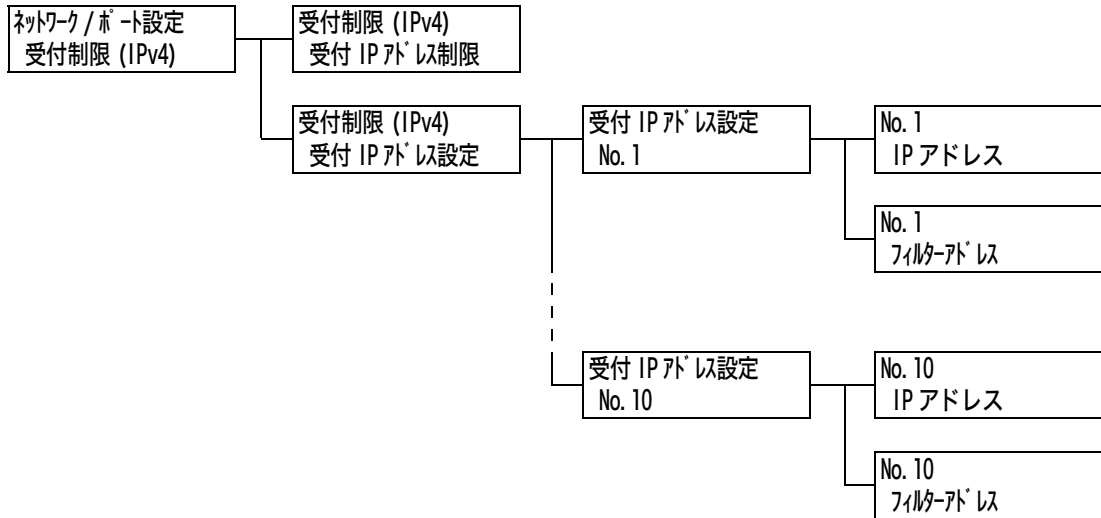 ﾈｯﾄﾜｰｸ / ﾎﾟｰﾄ設定
受付制限 (IPv4)
受付制限 (IPv4)
受付 IP ｱﾄﾞﾚｽ制限
受付制限 (IPv4)
受付 IP ｱﾄﾞﾚｽ設定
受付 IP ｱﾄﾞﾚｽ設定
No. 1
No. 1
IP アドレス
No. 1
ﾌｨﾙﾀｰｱﾄﾞﾚｽ
受付 IP ｱﾄﾞﾚｽ設定
No. 10
No. 10
IP アドレス
No. 10
ﾌｨﾙﾀｰｱﾄﾞﾚｽ